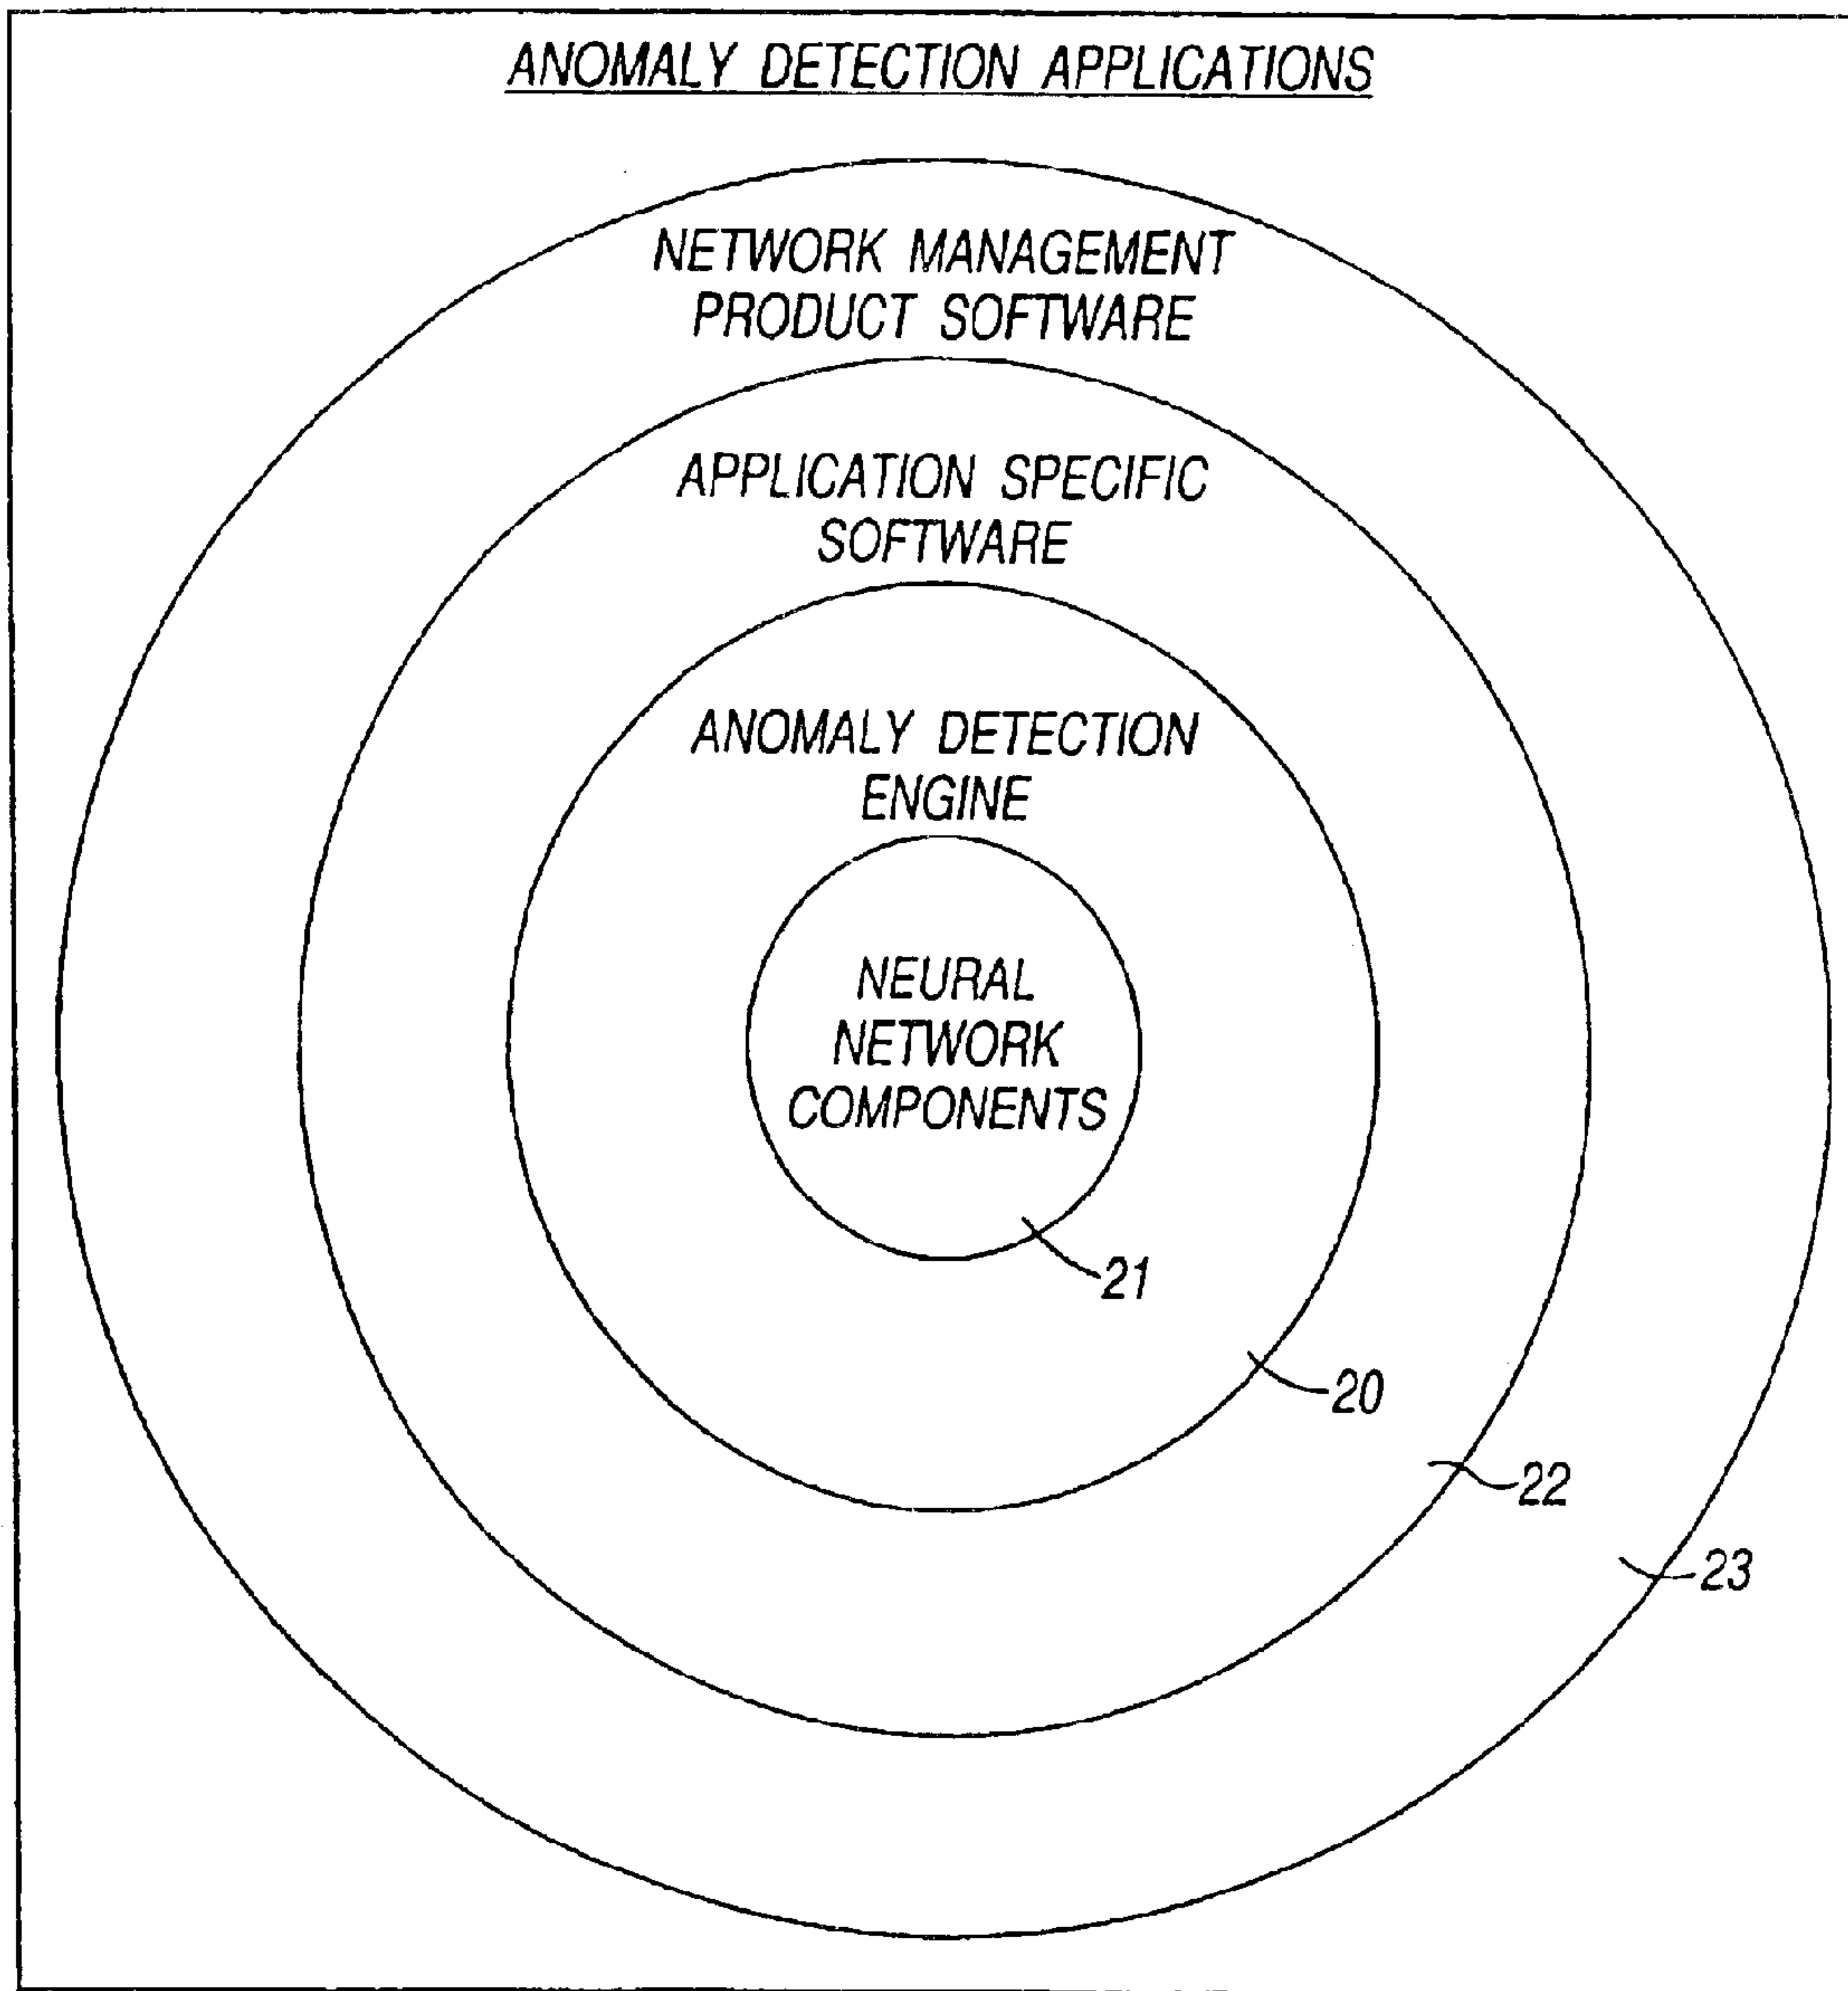 ANOMALY DETECTION APPLICATIONS
NETWORK MANAGEMENT
PRODUCT SOFTWARE
APPLICATION SPECIFIC
SOFTWARE
ANOMALY DETECTION
ENGINE
NEURAL
NETWORK
COMPONENTS
21
20
22
23